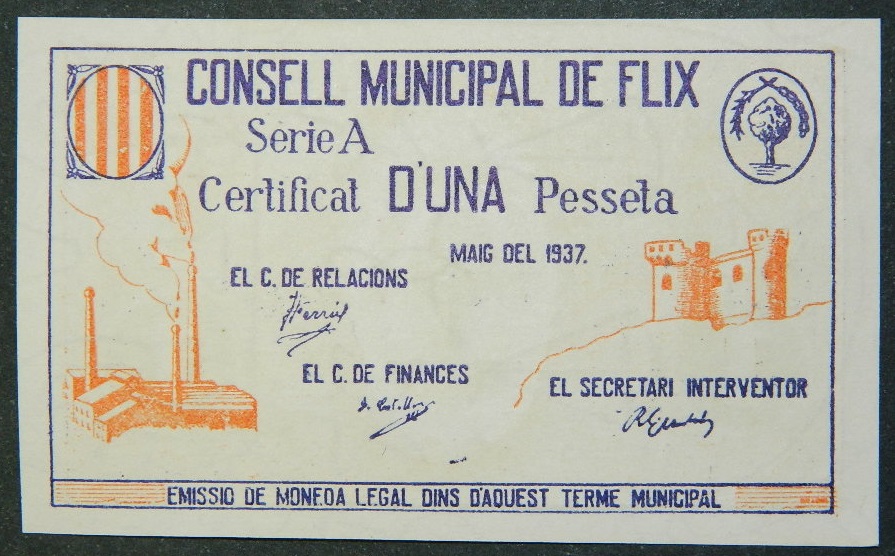 CONSELL MUNICIPAL DE FLIX
Serie A
Certificat D'UNA Pesseta
MAIG DEL 1937.
EL C. DE RELACIONS
EL C. DE FINANCES
EL SECRETARI INTERVENTOR
EMISSIO DE MONEDA LEGAL DINS D'AQUEST TERME MUNICIPAL